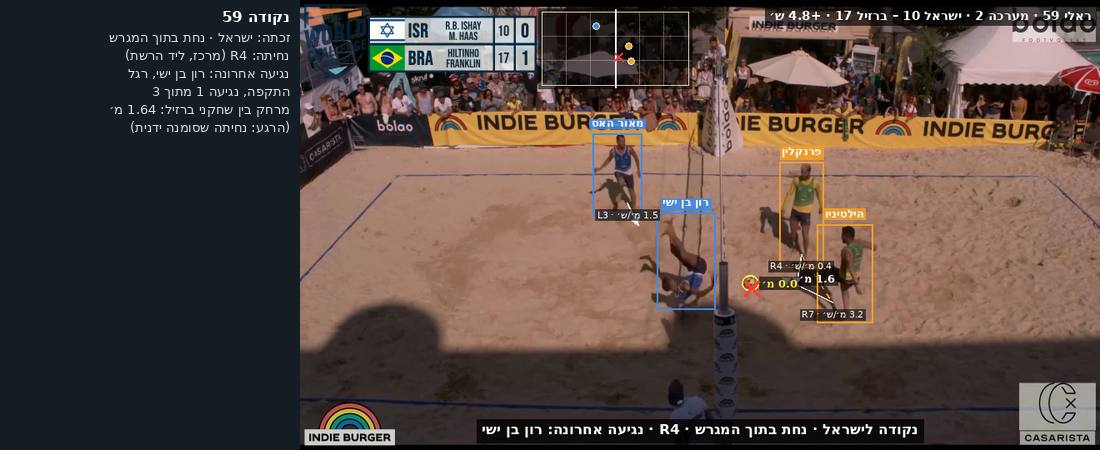 נקודה 59
זכתה: ישראל · נחת בתוך המגרש
נחיתה: R4 (מרכז, ליד הרשת)
נגיעה אחרונה: רון בן ישי, רגל
התקפה, נגיעה 1 מתוך 3
מרחק בין שחקני ברזיל: 1.64 מ׳
(הרגע: נחיתה שסומנה ידנית)
ראלי 59 · מערכה 2 · ישראל 10 – ברזיל 17 · +4.8 ש׳
bolao
FOOTVOLLEY
ISR R.B. ISHAY M. HAAS 10 0
BRA HILTINHO FRANKLIN 17 1
INDIE BURGER
bolao
INDIE BURGER
INDIE BURGER
bolao
CASARISTA
מאור האס
פרנקלין
רון בן ישי
הילטיניו
L3 · 1.5 מ׳/ש׳
R4 · 0.4 מ׳/ש׳
1.6 מ׳
0.0 מ׳
R7 · 3.2 מ׳/ש׳
נקודה לישראל · נחת בתוך המגרש · R4 · נגיעה אחרונה: רון בן ישי
INDIE BURGER
CASARISTA